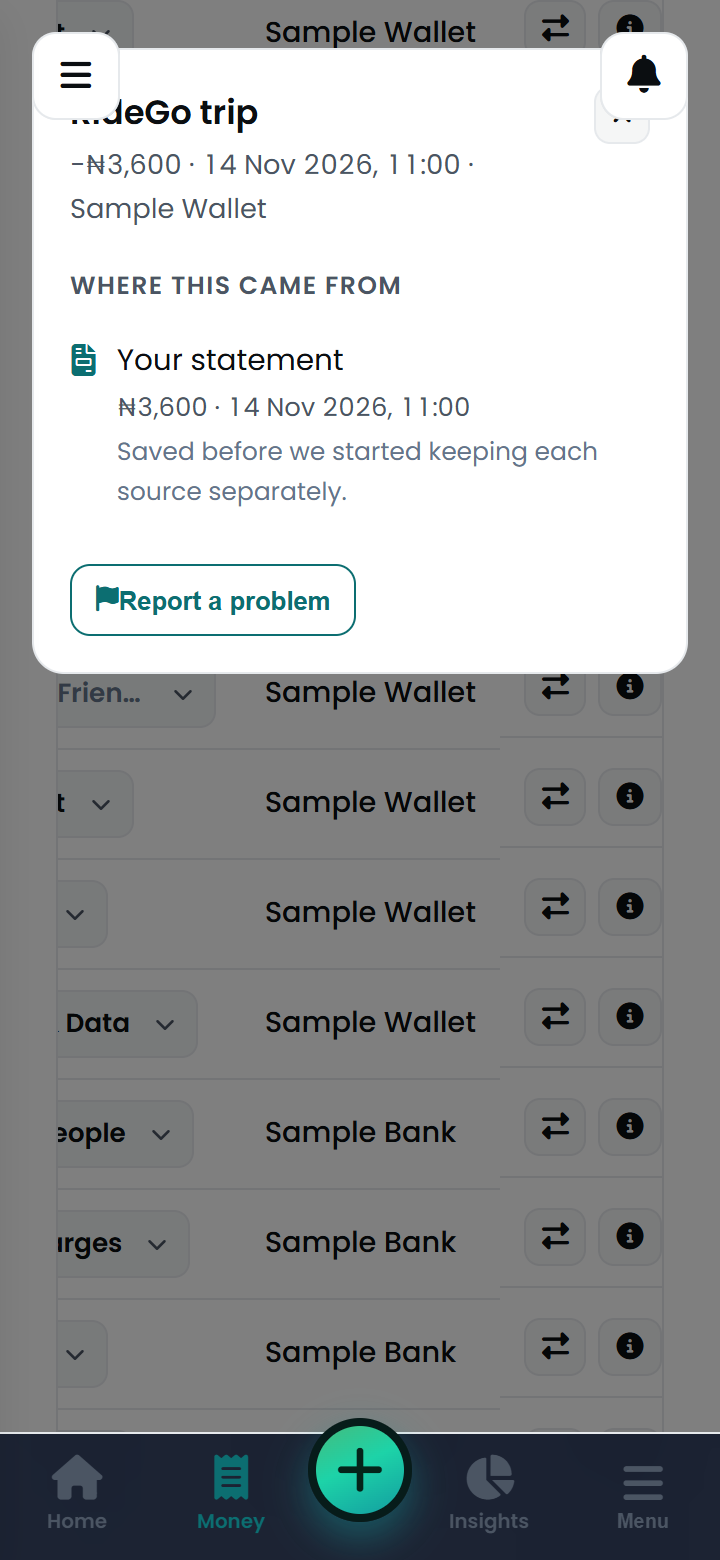 Sample Wallet
RideGo trip
-₦3,600 · 14 Nov 2026, 11:00 ·
Sample Wallet
WHERE THIS CAME FROM
Your statement
₦3,600 · 14 Nov 2026, 11:00
Saved before we started keeping each
source separately.
Report a problem
Frien... Sample Wallet
t Sample Wallet
Sample Wallet
Data Sample Wallet
eople Sample Bank
arges Sample Bank
Sample Bank
Home Money Insights Menu